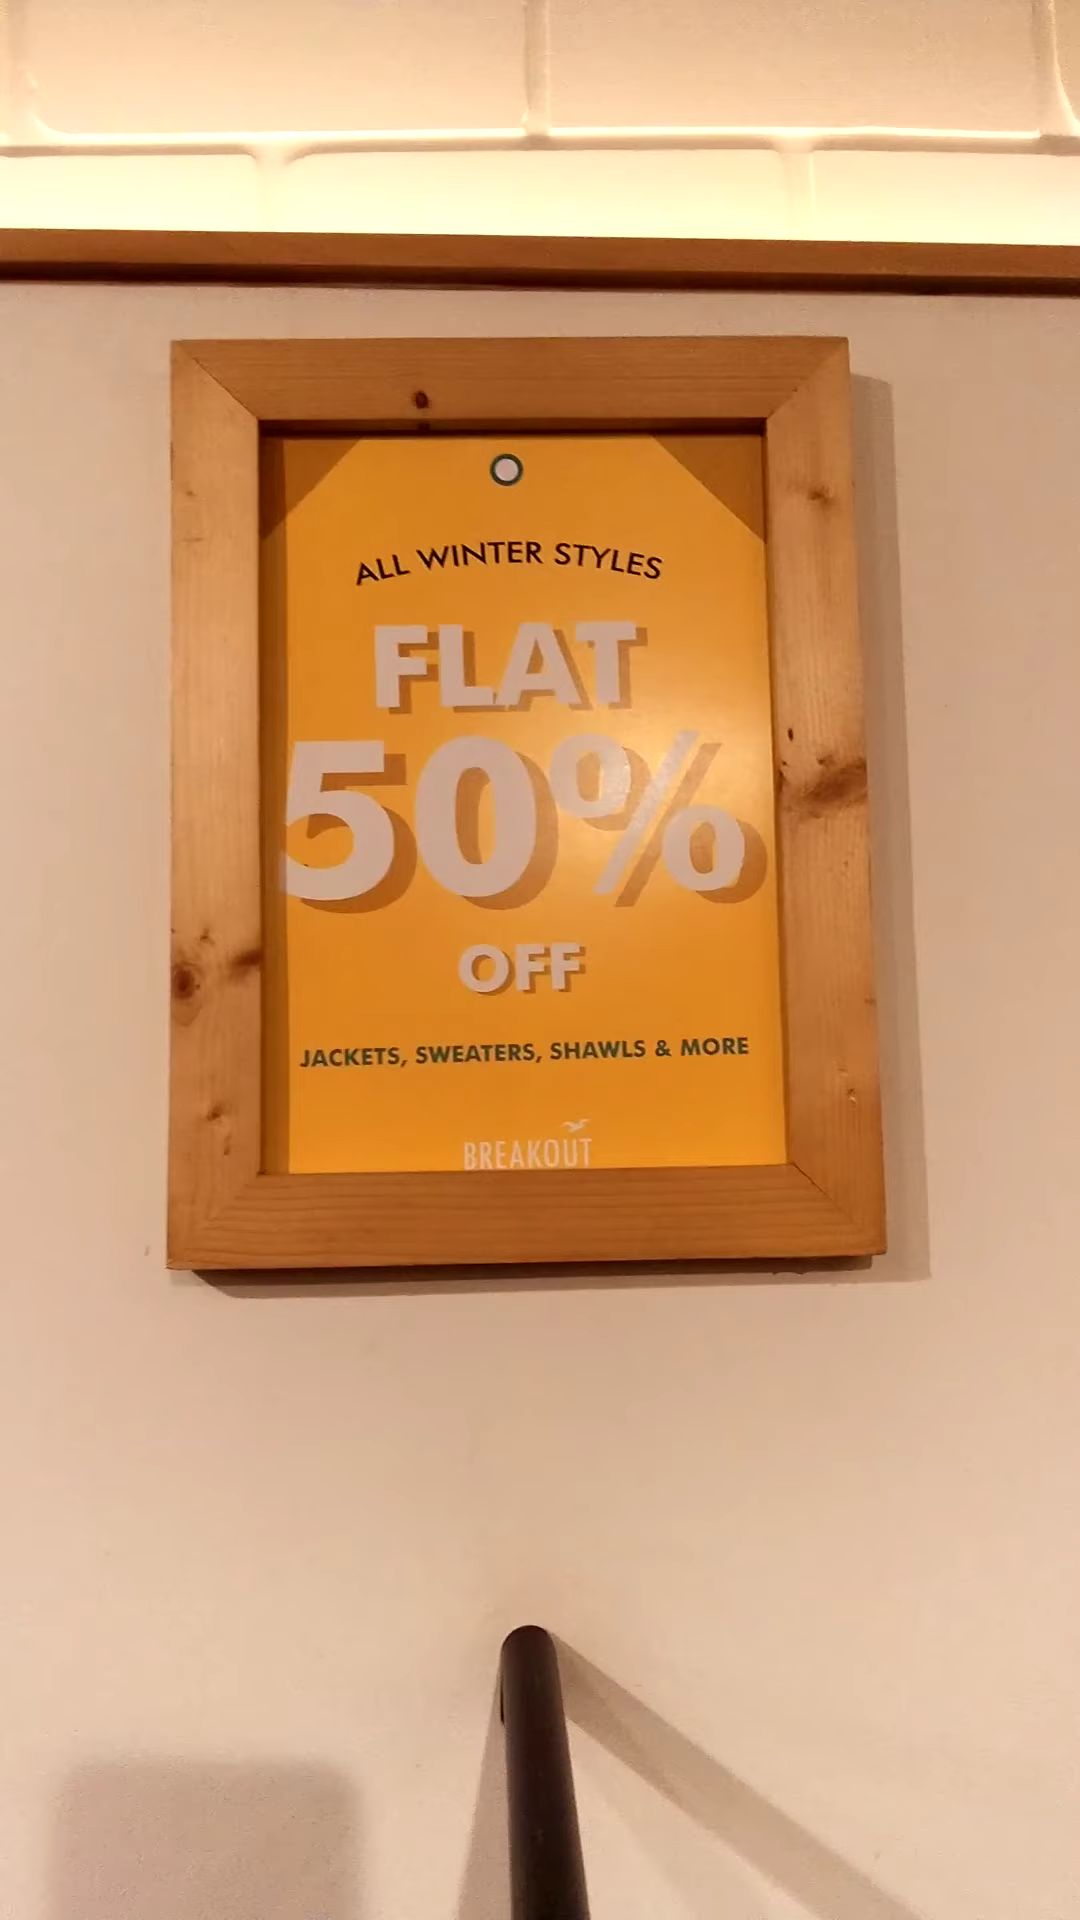 ALL WINTER STYLES
FLAT
50%
OFF
JACKETS, SWEATERS, SHAWLS & MORE
BREAKOUT